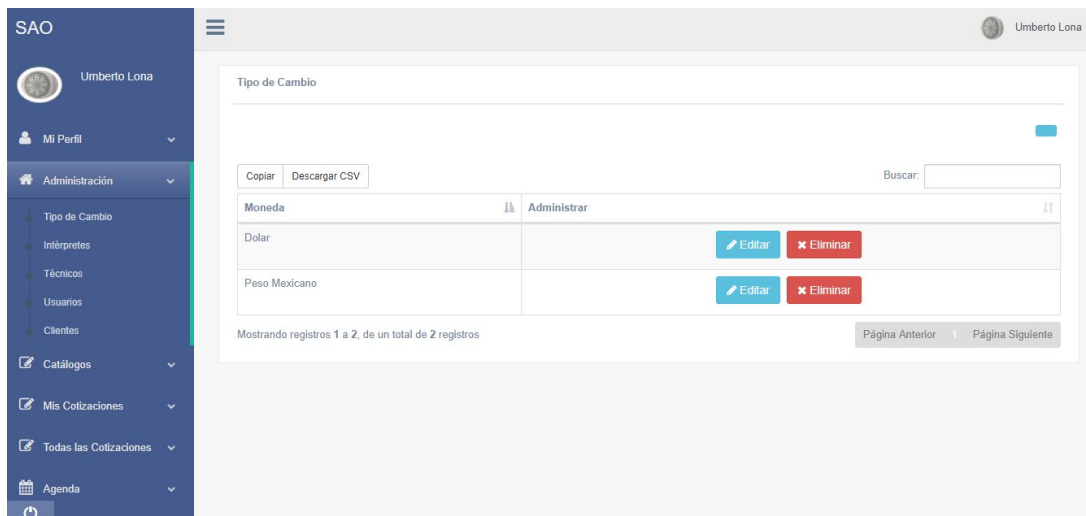 SAO
Umberto Lona
Umberto Lona
Mi Perfil
Administración
Tipo de Cambio
Intérpretes
Técnicos
Usuarios
Clientes
Catálogos
Mis Cotizaciones
Todas las Cotizaciones
Agenda
Tipo de Cambio
Copiar Descargar CSV Buscar:
Moneda Administrar
Dolar Editar Eliminar
Peso Mexicano Editar Eliminar
Mostrando registros 1 a 2, de un total de 2 registros Página Anterior 1 Página Siguiente